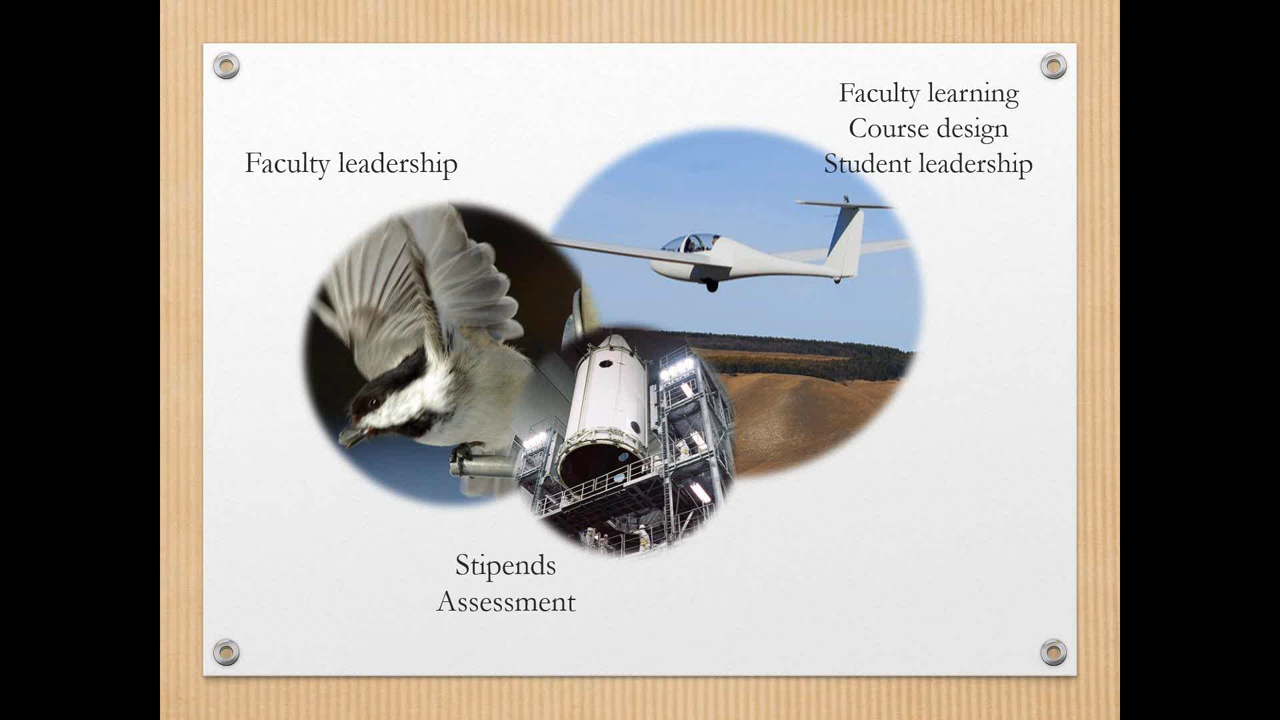 Faculty leadership
Faculty learning
Course design
Student leadership
Stipends
Assessment